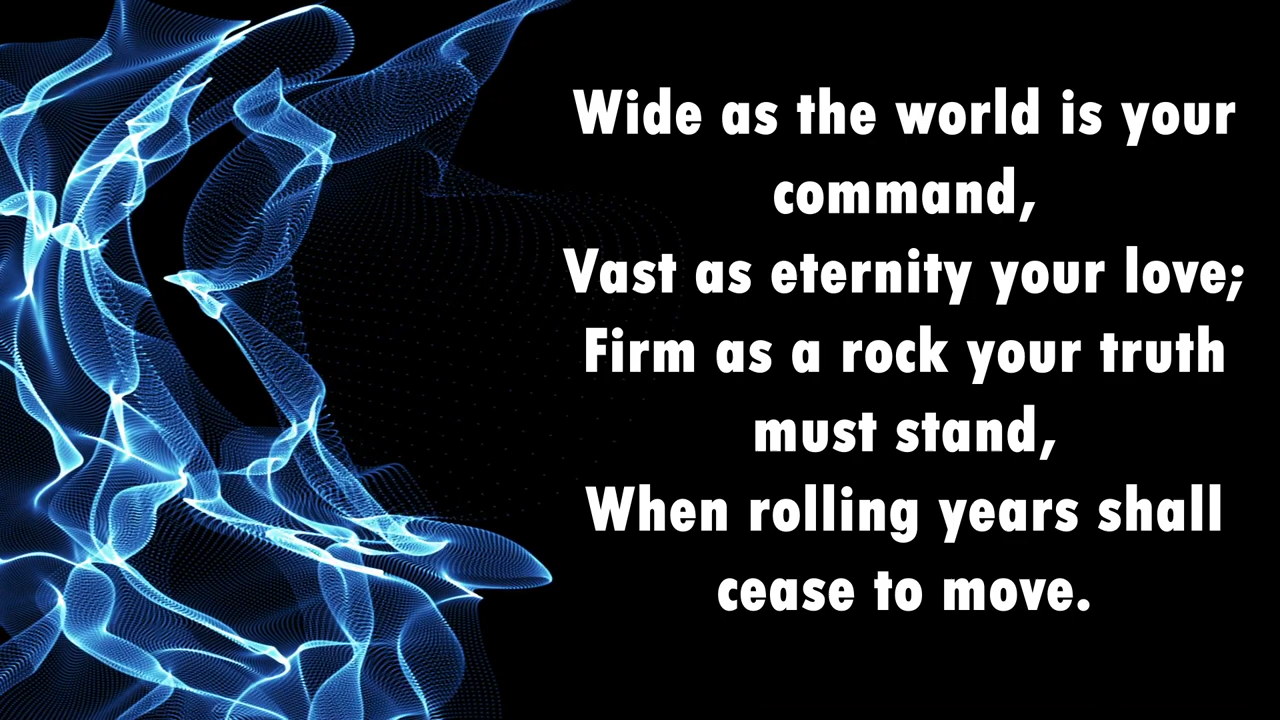 Wide as the world is your
command,
Vast as eternity your love;
Firm as a rock your truth
must stand,
When rolling years shall
cease to move.